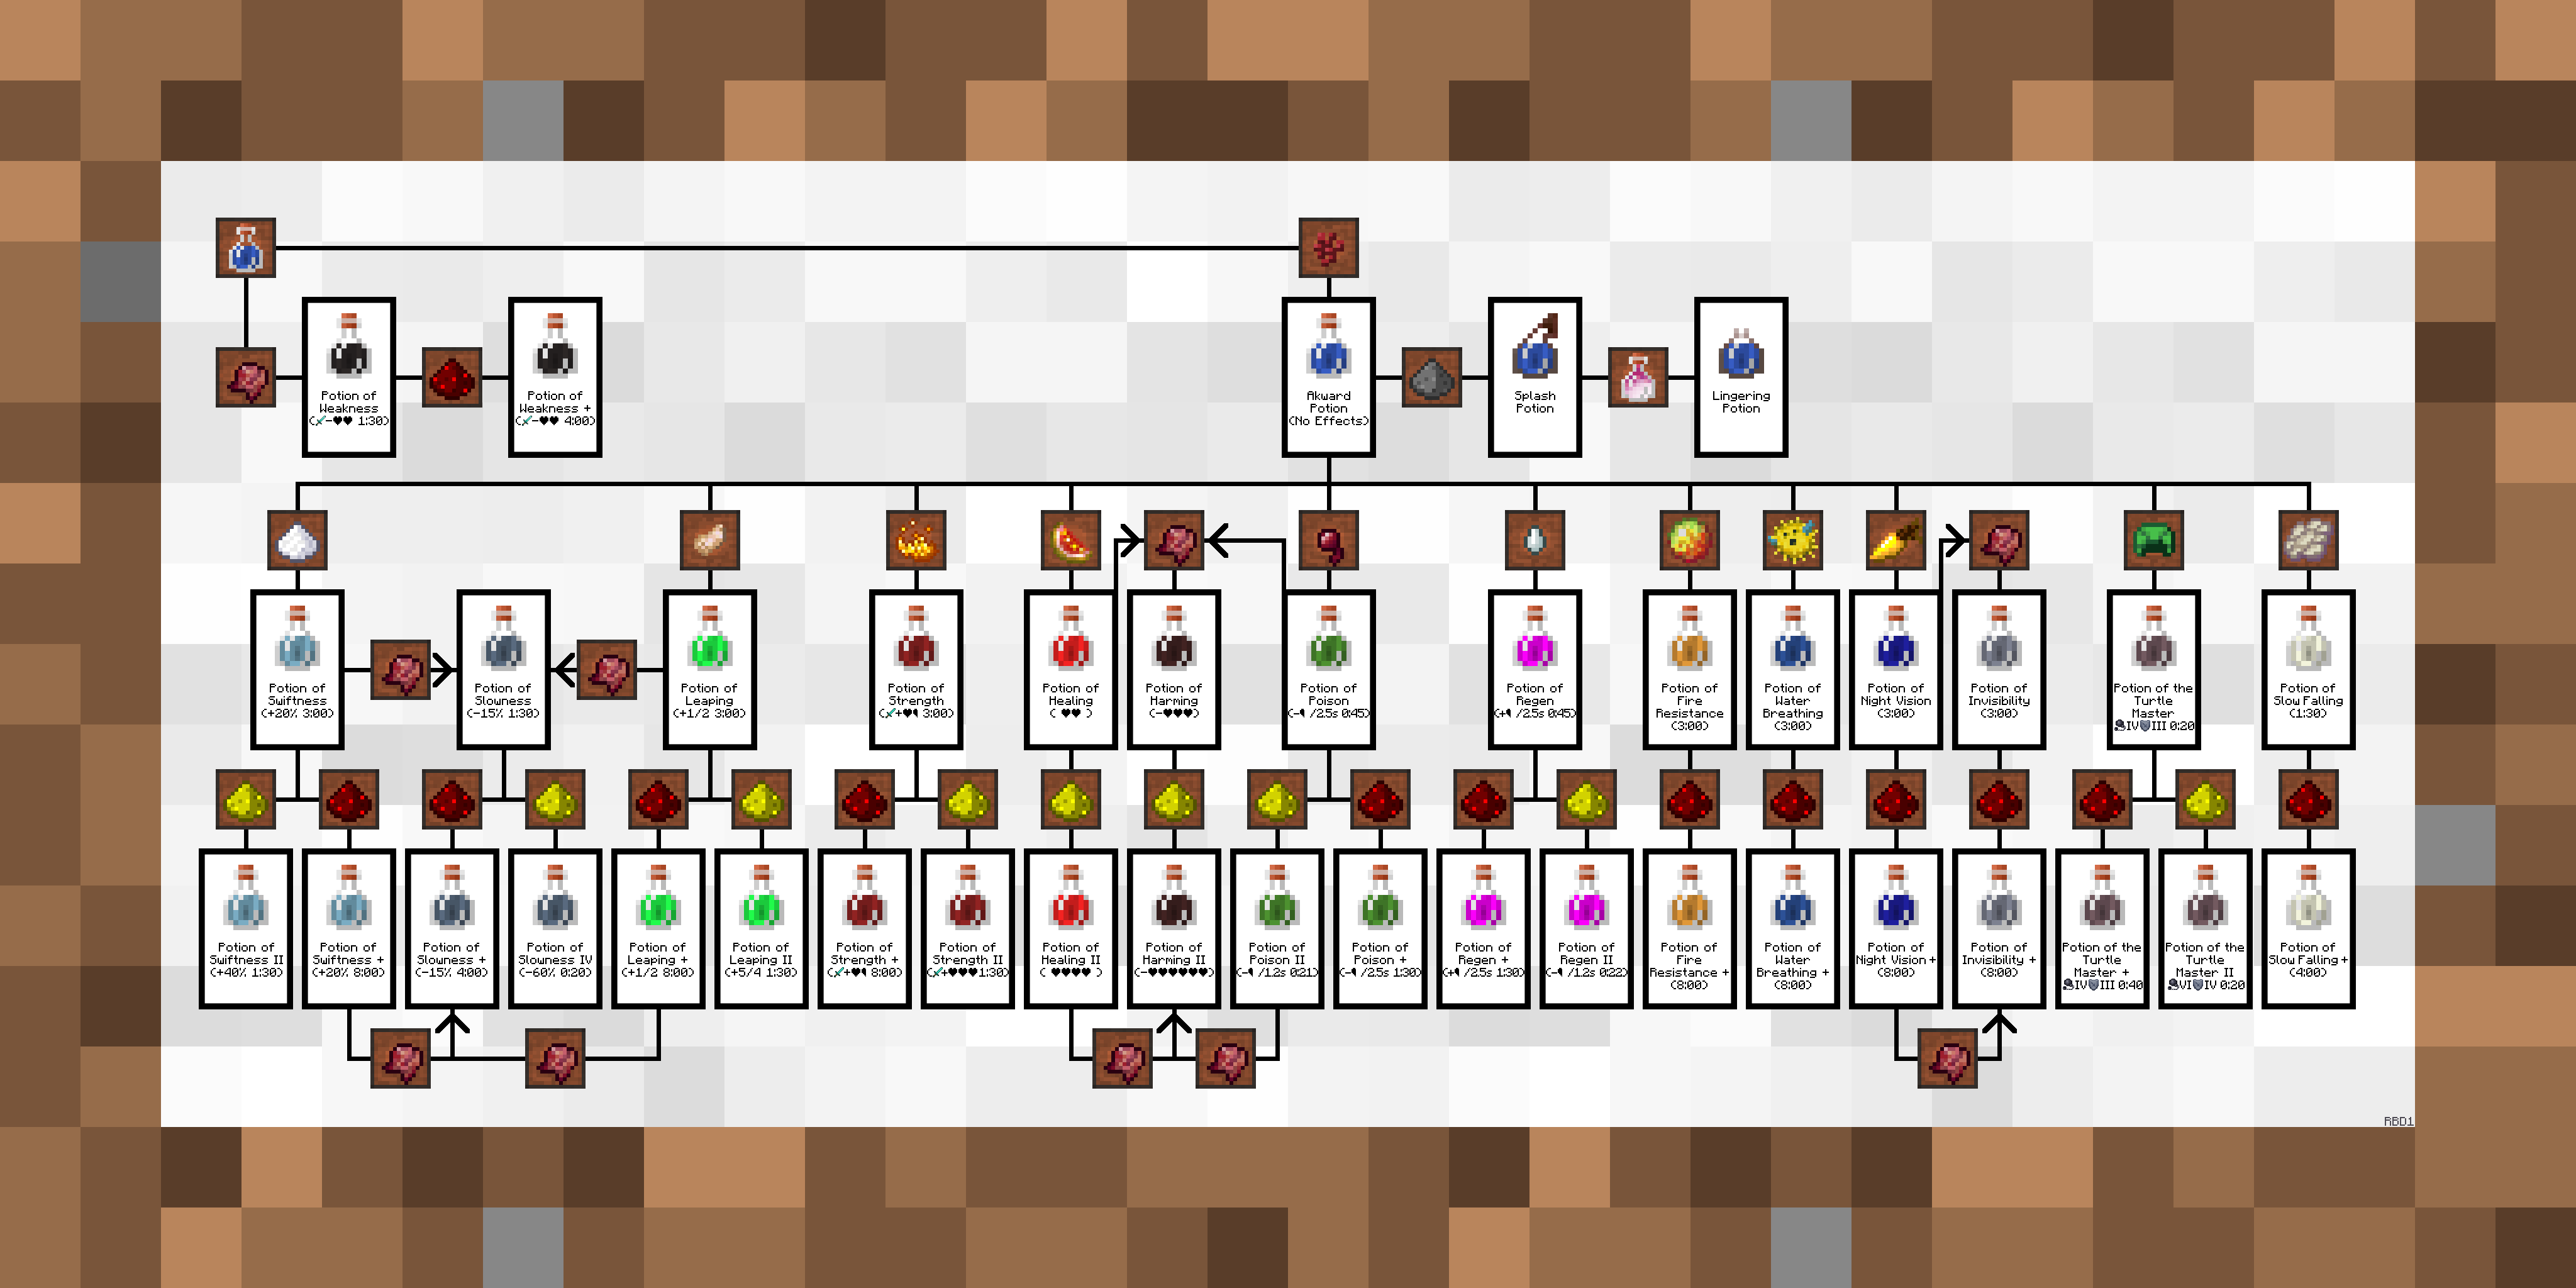 Potion of
Weakness
(-♥♥ 1:30)
Potion of
Weakness +
(-♥♥ 4:00)
Akward
Potion
(No Effects)
Splash
Potion
Lingering
Potion
Potion of
Swiftness
(+20% 3:00)
Potion of
Slowness
(-15% 1:30)
Potion of
Leaping
(+1/2 3:00)
Potion of
Strength
(+♥ 3:00)
Potion of
Healing
( ♥♥ )
Potion of
Harming
(-♥♥♥)
Potion of
Poison
(- /2.5s 0:45)
Potion of
Regen
(+ /2.5s 0:45)
Potion of
Fire
Resistance
(3:00)
Potion of
Water
Breathing
(3:00)
Potion of
Night Vision
(3:00)
Potion of
Invisibility
(3:00)
Potion of the
Turtle
Master
IV III 0:20
Potion of
Slow Falling
(1:30)
Potion of
Swiftness II
(+40% 1:30)
Potion of
Swiftness +
(+20% 8:00)
Potion of
Slowness +
(-15% 4:00)
Potion of
Slowness IV
(-60% 0:20)
Potion of
Leaping +
(+1/2 8:00)
Potion of
Leaping II
(+5/4 1:30)
Potion of
Strength +
(+♥ 8:00)
Potion of
Strength II
(+♥♥♥1:30)
Potion of
Healing II
( ♥♥♥♥ )
Potion of
Harming II
(-♥♥♥♥♥♥)
Potion of
Poison II
(- /1.2s 0:21)
Potion of
Poison +
(- /2.5s 1:30)
Potion of
Regen +
(+ /2.5s 1:30)
Potion of
Regen II
(- /1.2s 0:22)
Potion of
Fire
Resistance +
(8:00)
Potion of
Water
Breathing +
(8:00)
Potion of
Night Vision +
(8:00)
Potion of
Invisibility +
(8:00)
Potion of the
Turtle
Master +
IV III 0:40
Potion of the
Turtle
Master II
VI IV 0:20
Potion of
Slow Falling +
(4:00)
RBD1